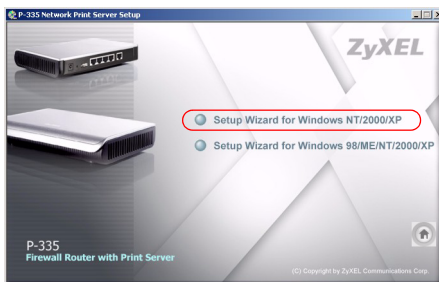 P-335 Network Print Server Setup
ZyXEL
Setup Wizard for Windows NT/2000/XP
Setup Wizard for Windows 98/ME/NT/2000/XP
P-335
Firewall Router with Print Server
(C) Copyright by ZyXEL Communications Corp.